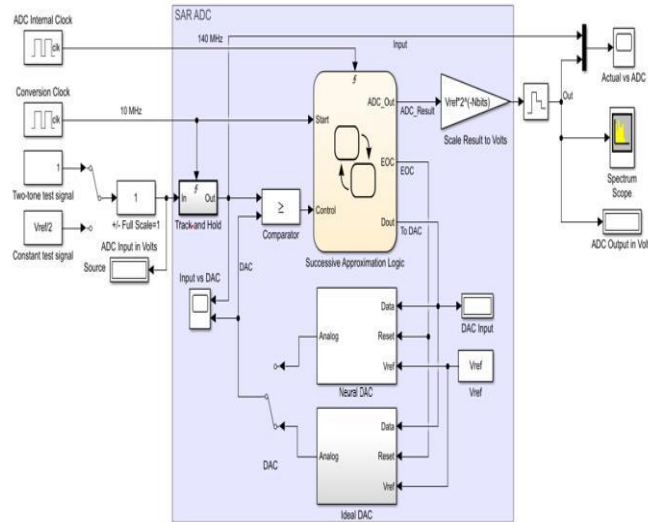 SAR ADC
ADC Internal Clock
clk
140 MHz
Input
Conversion Clock
clk
10 MHz
1
Two-tone test signal
Vref/2
Constant test signal
1
+/- Full Scale=1
ADC Input in Volts
Source
In
Out
Track and Hold
≥
Comparator
Start
Control
ADC_Out
EOC
Dout
Successive Approximation Logic
ADC_Result
EOC
To DAC
Vref*2^(-Nbits)
Scale Result to Volts
Out
Actual vs ADC
Spectrum
Scope
ADC Output in Volt
Input vs DAC
DAC
Analog
Data
Reset
Vref
Neural DAC
DAC Input
Vref
Vref
DAC
Analog
Data
Reset
Vref
Ideal DAC